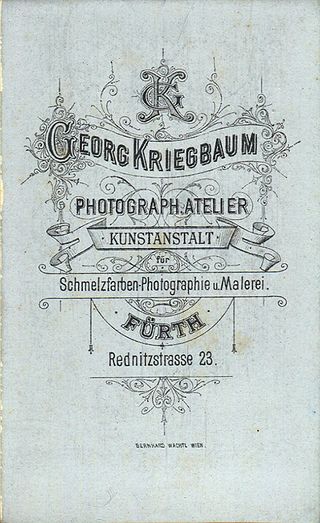 GK
GEORG KRIEGBAUM
PHOTOGRAPH. ATELIER
KUNSTANSTALT
für
Schmelzfarben-Photographie u. Malerei.
FÜRTH
Rednitzstrasse 23.
BERNHARD WACHTL WIEN.